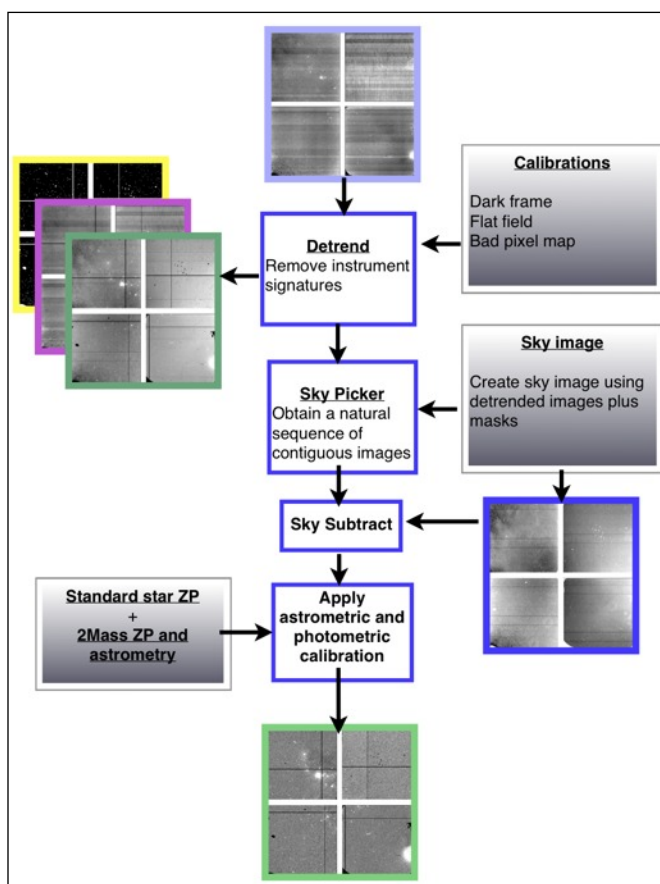 Calibrations
Dark frame
Flat field
Bad pixel map
Detrend
Remove instrument
signatures
Sky image
Create sky image using
detrended images plus
masks
Sky Picker
Obtain a natural
sequence of
contiguous images
Sky Subtract
Standard star ZP
+
2Mass ZP and
astrometry
Apply
astrometric and
photometric
calibration